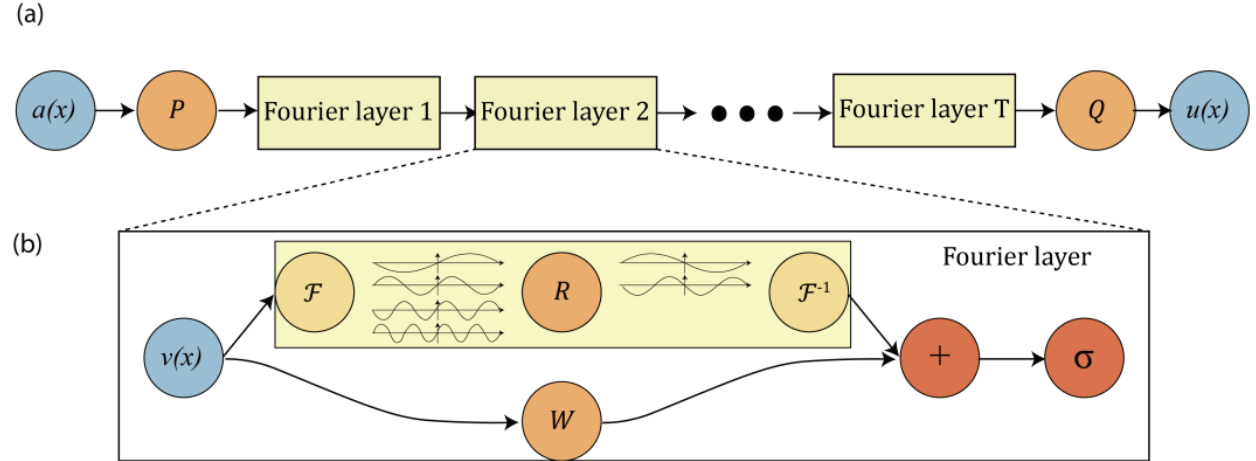 (a)
a(x) P Fourier layer 1 Fourier layer 2 Fourier layer T Q u(x)
(b)
Fourier layer
ℱ R ℱ⁻¹
v(x) + σ
W